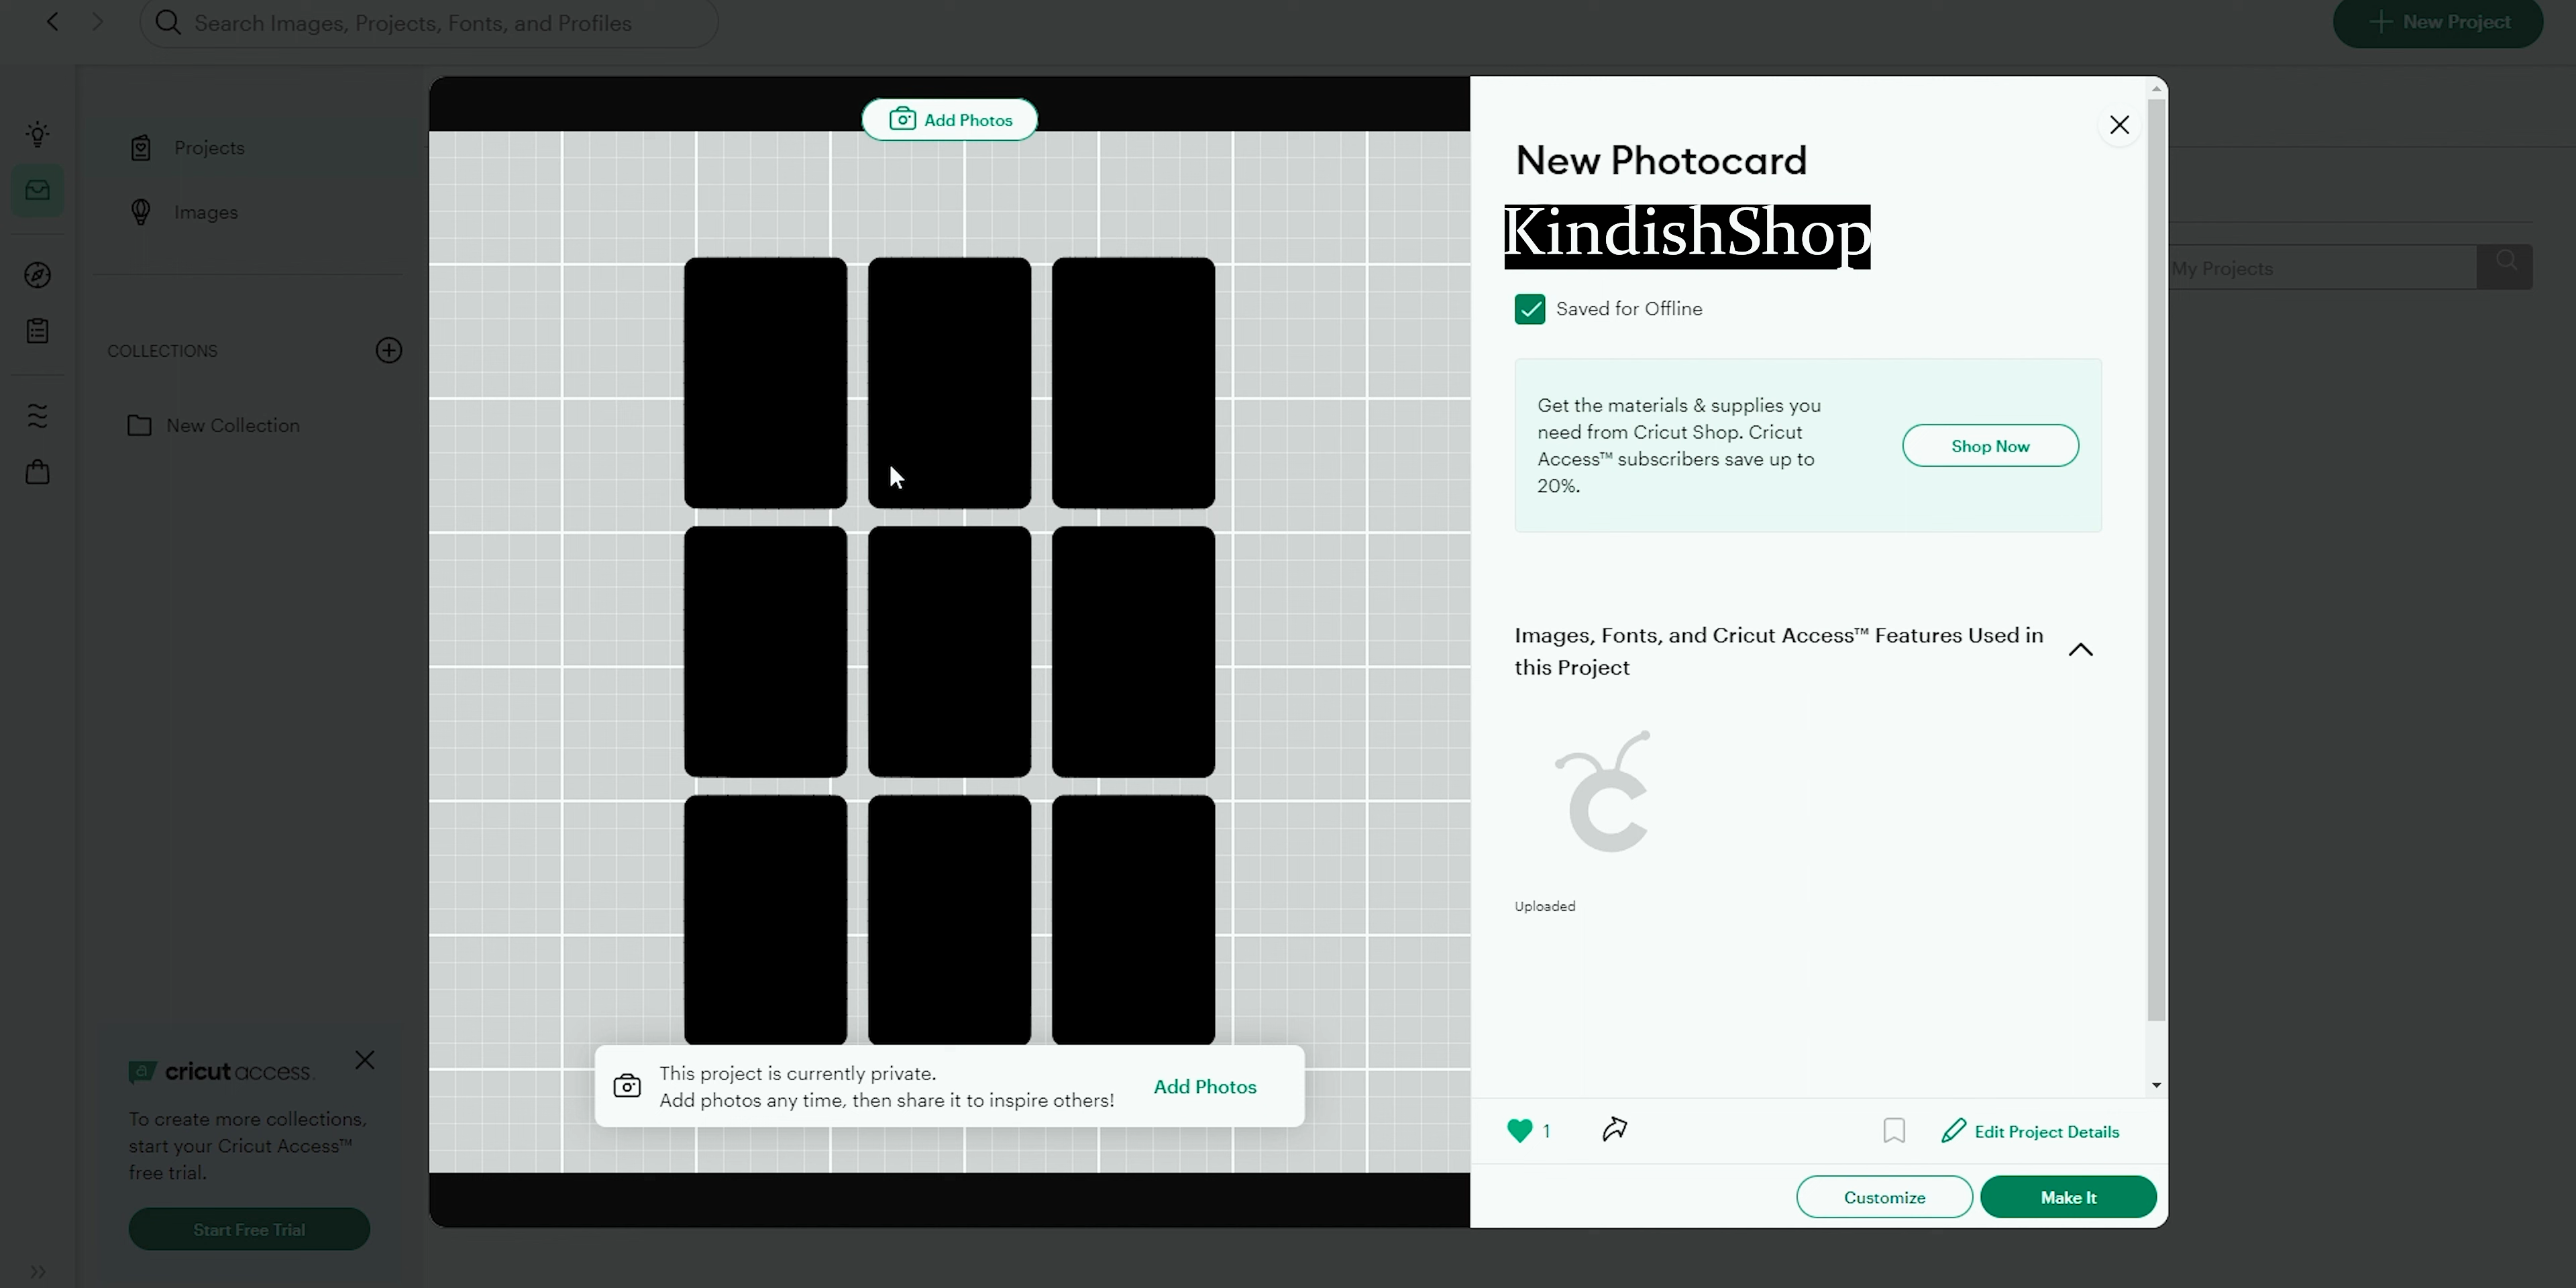 Search Images, Projects, Fonts, and Profiles
New Project
Projects
Images
COLLECTIONS
New Collection
cricut access.
To create more collections,
start your Cricut Access™
free trial.
Start Free Trial
Add Photos
This project is currently private.
Add photos any time, then share it to inspire others!
Add Photos
New Photocard
KindishShop
Saved for Offline
Get the materials & supplies you
need from Cricut Shop. Cricut
Access™ subscribers save up to
20%.
Shop Now
Images, Fonts, and Cricut Access™ Features Used in
this Project
Uploaded
1
Edit Project Details
Customize
Make It
My Projects